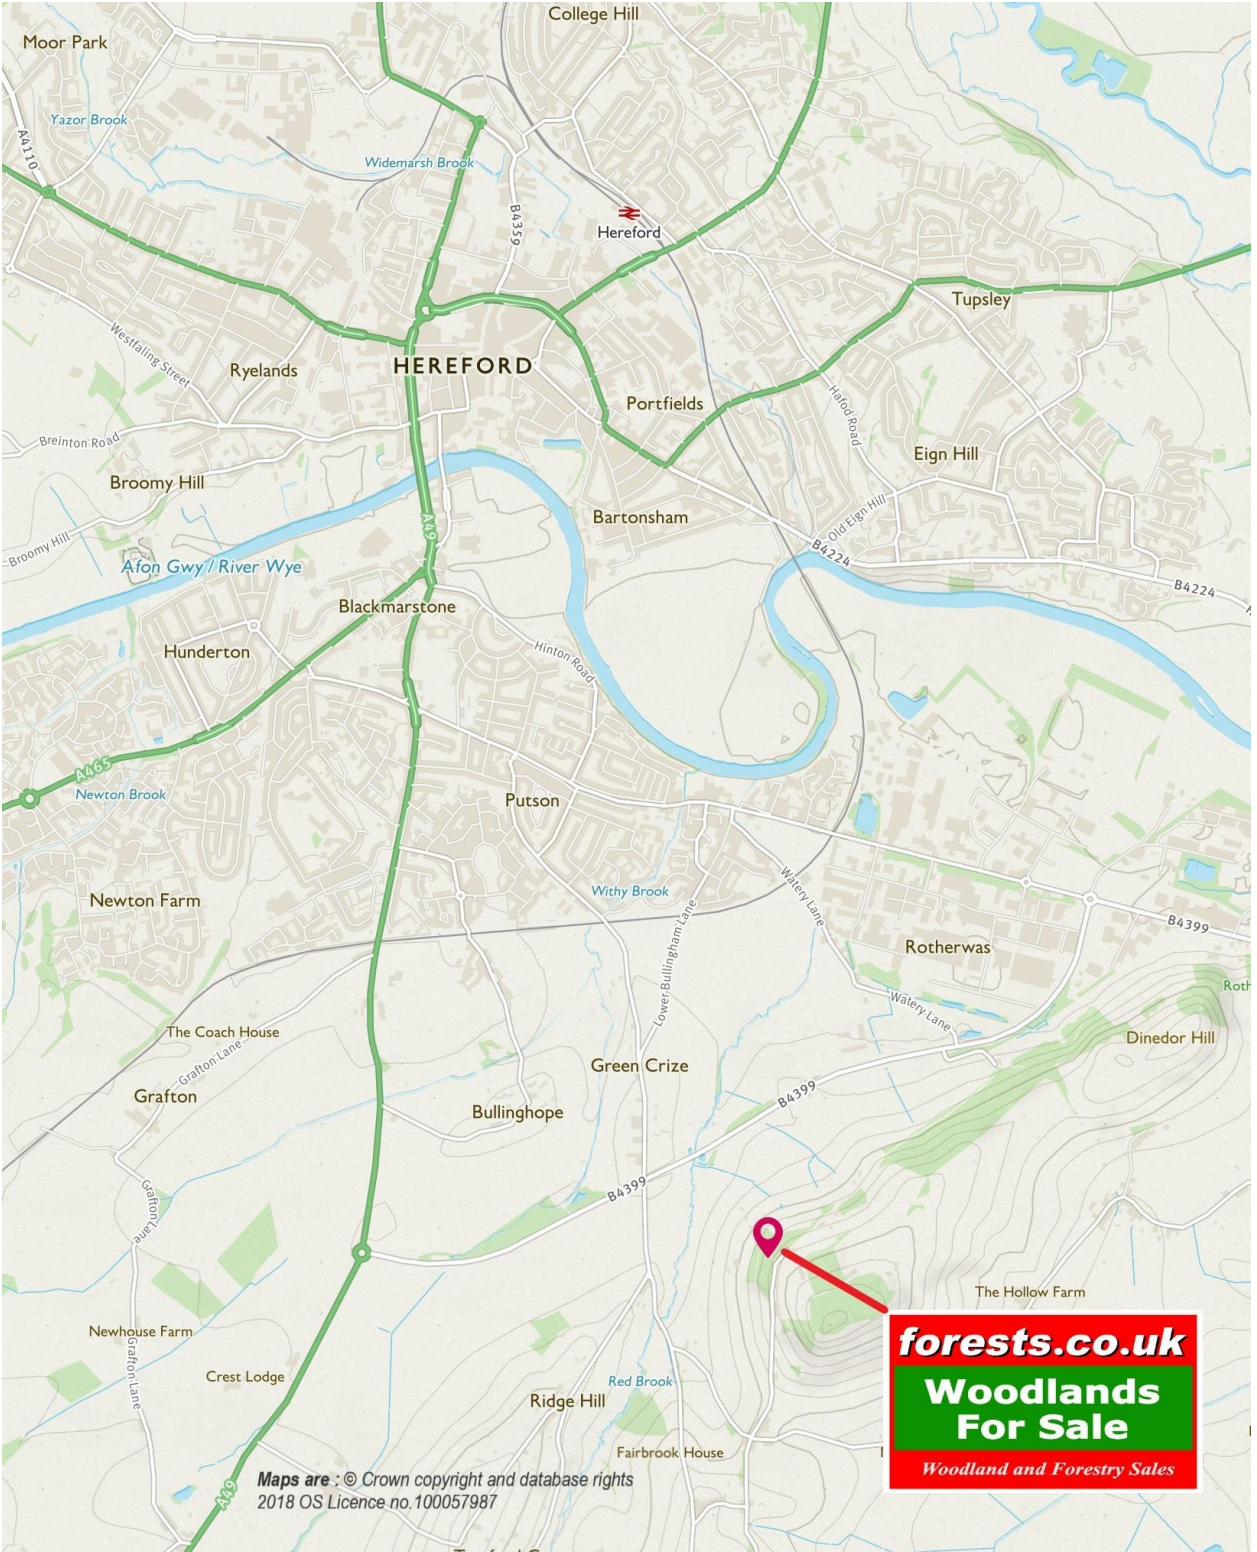 College Hill
Moor Park
Yazor Brook
A4110
Widemarsh Brook
B4359
Hereford
Tupsley
Westfaling Street
Ryelands
HEREFORD
Portfields
Hafod Road
Breinton Road
Eign Hill
Broomy Hill
Bartonsham
Old Eign Hill
A49
Broomy Hill
B4224
Afon Gwy / River Wye
B4224
Blackmarstone
Hunderton
Hinton Road
A465
Newton Brook
Putson
Withy Brook
Watery Lane
Newton Farm
B4399
Rotherwas
Lower Bullingham Lane
Roth
Watery Lane
The Coach House
Dinedor Hill
Grafton Lane
Green Crize
Grafton
B4399
Bullinghope
B4399
Grafton Lane
The Hollow Farm
Newhouse Farm
forests.co.uk
Grafton Lane
Crest Lodge
Red Brook
Woodlands
For Sale
Ridge Hill
Fairbrook House
Woodland and Forestry Sales
Maps are : © Crown copyright and database rights
2018 OS Licence no.100057987
A49